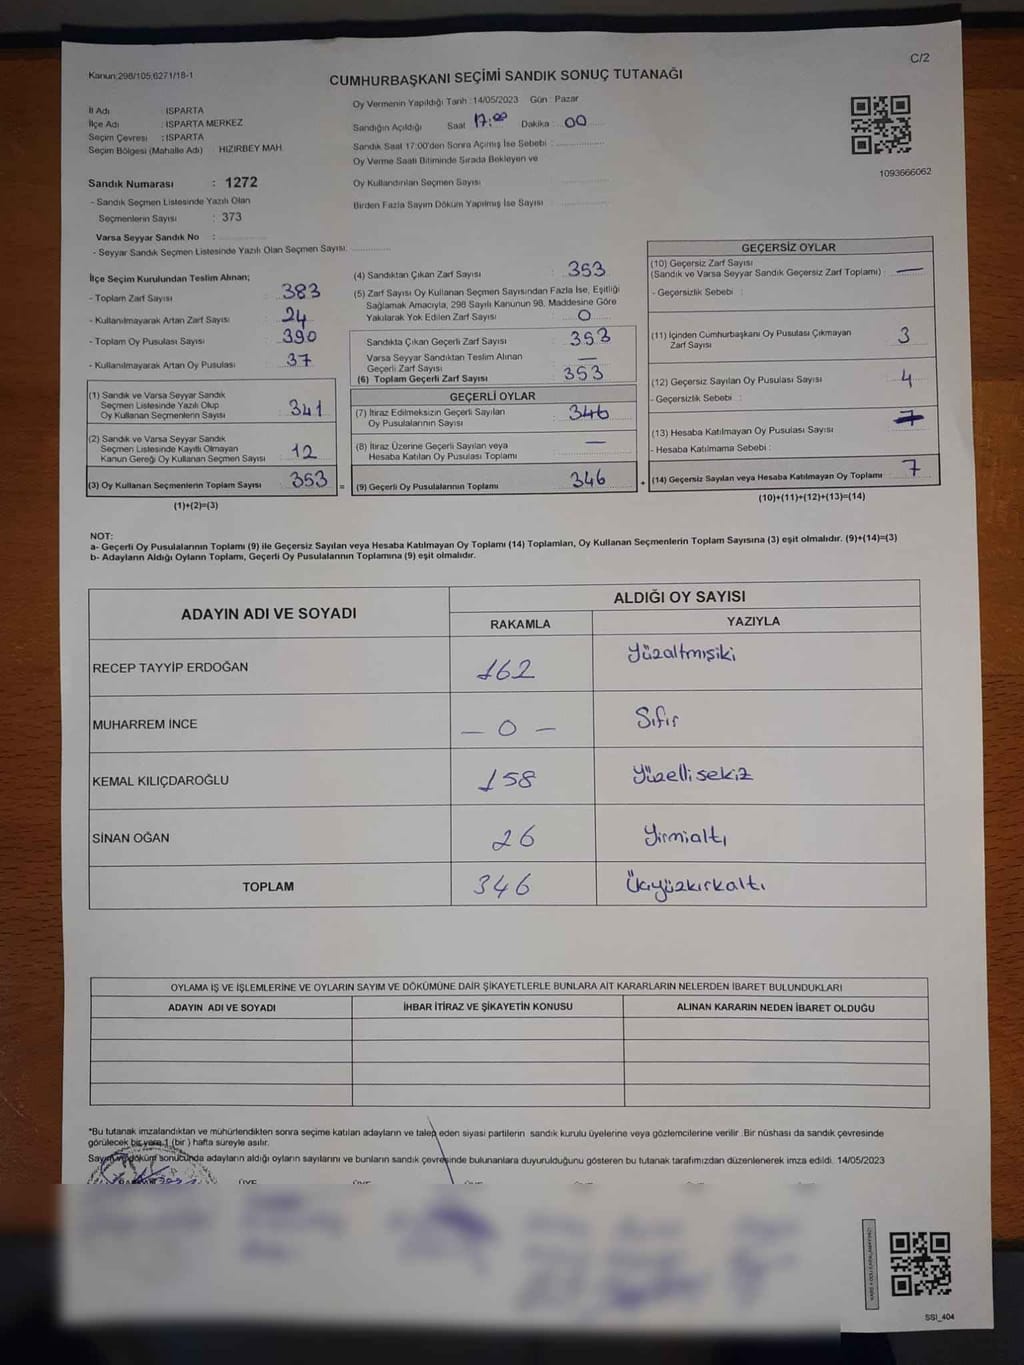 Kanun:298/105,6271/18-1
C/2
CUMHURBAŞKANI SEÇİMİ SANDIK SONUÇ TUTANAĞI
İl Adı : ISPARTA
İlçe Adı : ISPARTA MERKEZ
Seçim Çevresi : ISPARTA
Seçim Bölgesi (Mahalle Adı) : HIZIRBEY MAH.
Sandık Numarası : 1272
- Sandık Seçmen Listesinde Yazılı Olan
Seçmenlerin Sayısı : 373
Varsa Seyyar Sandık No :
- Seyyar Sandık Seçmen Listesinde Yazılı Olan Seçmen Sayısı:
Oy Vermenin Yapıldığı Tarih :14/05/2023 Gün : Pazar
Sandığın Açıldığı Saat 17:00 Dakika : 00
Sandık Saat 17:00'den Sonra Açımış İse Sebebi :
Oy Verme Saati Bitiminde Sırada Bekleyen ve
Oy Kullandırılan Seçmen Sayısı
Birden Fazla Sayım Döküm Yapılmış İse Sayısı
1093666062
İlçe Seçim Kurulundan Teslim Alınan;
- Toplam Zarf Sayısı : 383
- Kullanılmayarak Artan Zarf Sayısı : 24
- Toplam Oy Pusulası Sayısı : 390
- Kullanılmayarak Artan Oy Pusulası : 37
(1) Sandık ve Varsa Seyyar Sandık
Seçmen Listesinde Yazılı Olup
Oy Kullanan Seçmenlerin Sayısı 341
(2) Sandık ve Varsa Seyyar Sandık
Seçmen Listesinde Kayıtlı Olmayan
Kanun Gereği Oy Kullanan Seçmen Sayısı 12
(3) Oy Kullanan Seçmenlerin Toplam Sayısı 353 =
(1)+(2)=(3)
(4) Sandıktan Çıkan Zarf Sayısı : 353
(5) Zarf Sayısı Oy Kullanan Seçmen Sayısından Fazla İse, Eşitliği
Sağlamak Amacıyla, 298 Sayılı Kanunun 98. Maddesine Göre
Yakılarak Yok Edilen Zarf Sayısı : 0
Sandıkta Çıkan Geçerli Zarf Sayısı : 353
Varsa Seyyar Sandıktan Teslim Alınan
Geçerli Zarf Sayısı : —
(6) Toplam Geçerli Zarf Sayısı : 353
GEÇERLİ OYLAR
(7) İtiraz Edilmeksizin Geçerli Sayılan
Oy Pusulalarının Sayısı : 346
(8) İtiraz Üzerine Geçerli Sayılan veya
Hesaba Katılan Oy Pusulası Toplamı : —
(9) Geçerli Oy Pusulalarının Toplamı : 346 +
GEÇERSİZ OYLAR
(10) Geçersiz Zarf Sayısı
(Sandık ve Varsa Seyyar Sandık Geçersiz Zarf Toplamı) : —
- Geçersizlik Sebebi :
(11) İçinden Cumhurbaşkanı Oy Pusulası Çıkmayan
Zarf Sayısı 3
(12) Geçersiz Sayılan Oy Pusulası Sayısı 4
- Geçersizlik Sebebi :
(13) Hesaba Katılmayan Oy Pusulası Sayısı 7
- Hesaba Katılmama Sebebi :
(14) Geçersiz Sayılan veya Hesaba Katılmayan Oy Toplamı 7
(10)+(11)+(12)+(13)=(14)
NOT:
a- Geçerli Oy Pusulalarının Toplamı (9) ile Geçersiz Sayılan veya Hesaba Katılmayan Oy Toplamı (14) Toplamları, Oy Kullanan Seçmenlerin Toplam Sayısına (3) eşit olmalıdır. (9)+(14)=(3)
b- Adayların Aldığı Oyların Toplamı, Geçerli Oy Pusulalarının Toplamına (9) eşit olmalıdır.
ADAYIN ADI VE SOYADI ALDIĞI OY SAYISI
RAKAMLA YAZIYLA
RECEP TAYYİP ERDOĞAN 162 Yüzaltmışiki
MUHARREM İNCE — 0 — Sıfır
KEMAL KILIÇDAROĞLU 158 Yüzellisekiz
SİNAN OĞAN 26 Yirmialtı
TOPLAM 346 Üçyüzkırkaltı
OYLAMA İŞ VE İŞLEMLERİNE VE OYLARIN SAYIM VE DÖKÜMÜNE DAİR ŞİKAYETLERLE BUNLARA AİT KARARLARIN NELERDEN İBARET BULUNDUKLARI
ADAYIN ADI VE SOYADI İHBAR İTİRAZ VE ŞİKAYETİN KONUSU ALINAN KARARIN NEDEN İBARET OLDUĞU
*Bu tutanak imzalandıktan ve mühürlendikten sonra seçime katılan adayların ve talep eden siyasi partilerin sandık kurulu üyelerine veya gözlemcilerine verilir .Bir nüshası da sandık çevresinde
görülecek bir yere 1 (bir ) hafta süreyle asılır.
Sayım ve döküm sonucunda adayların aldığı oyların sayılarını ve bunların sandık çevresinde bulunanlara duyurulduğunu gösteren bu tutanak tarafımızdan düzenlenerek imza edildi. 14/05/2023
SSI_404